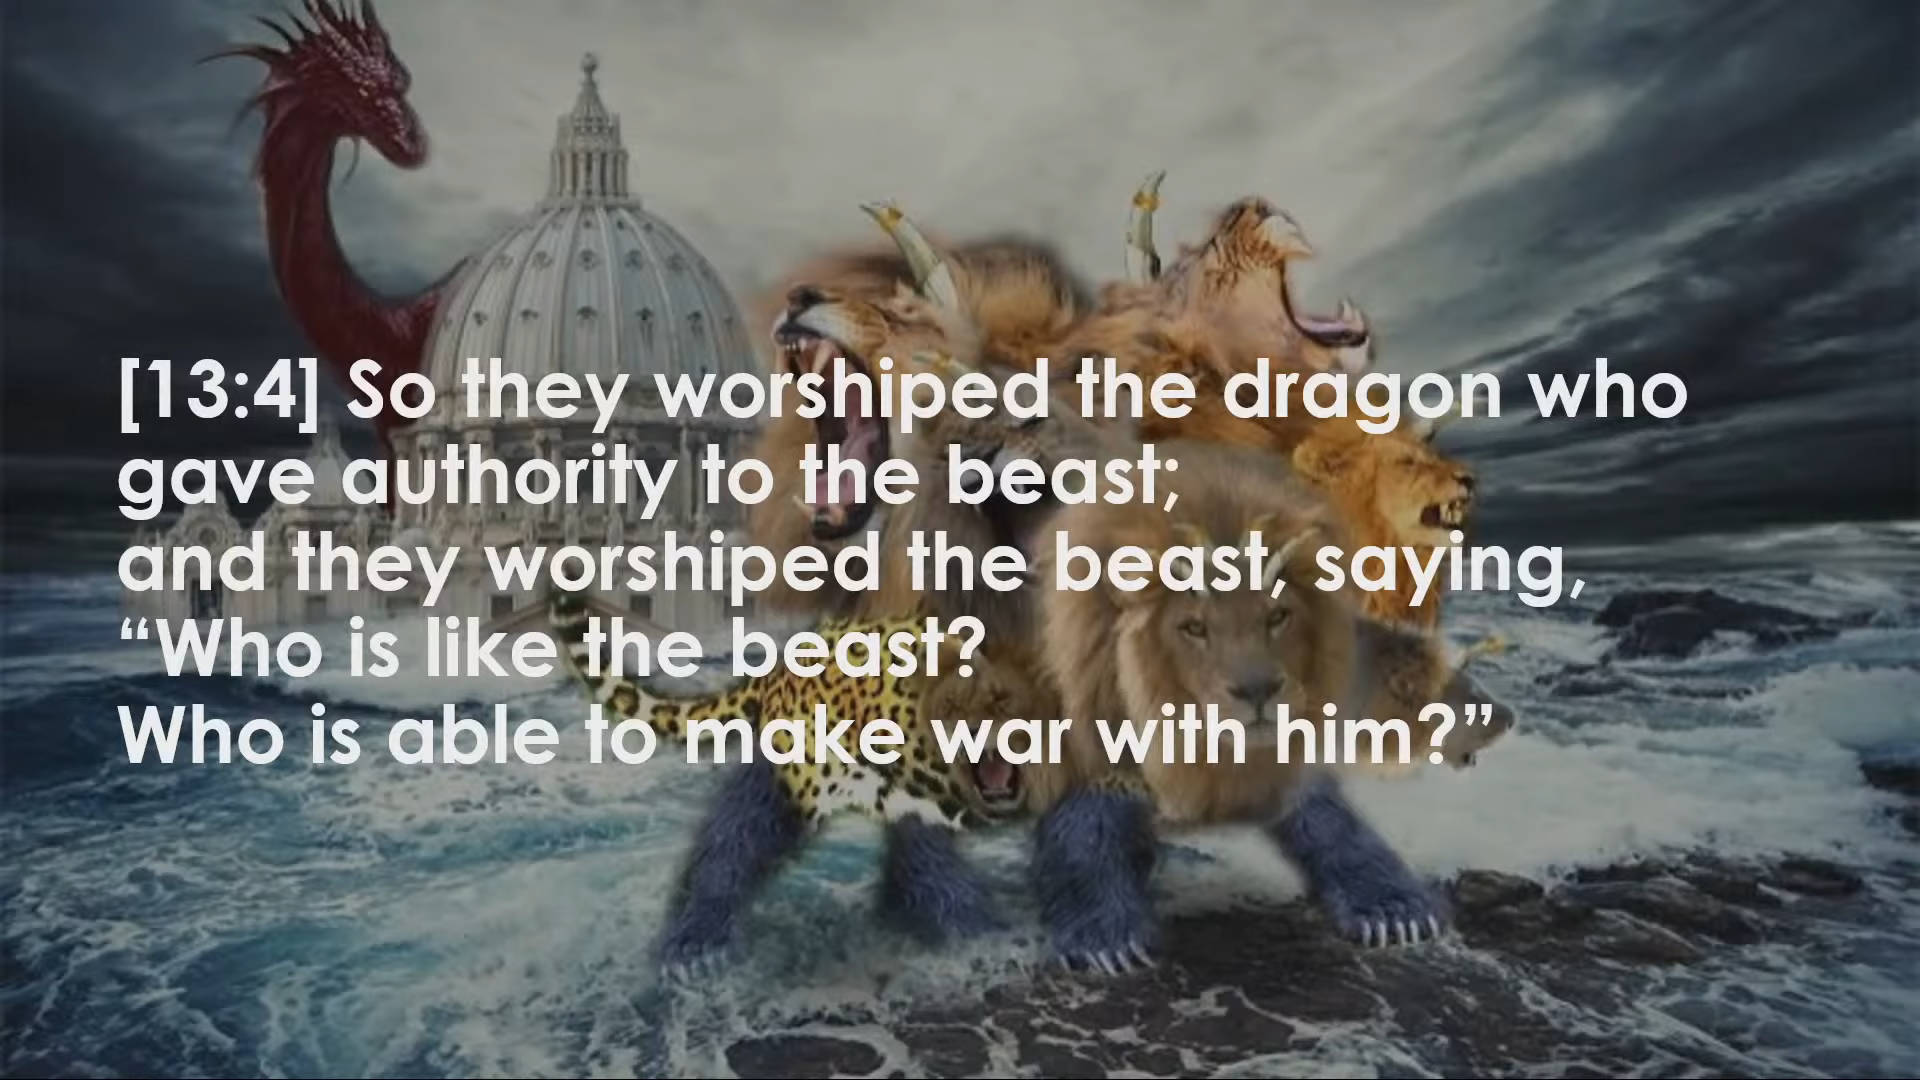 [13:4] So they worshiped the dragon who
gave authority to the beast;
and they worshiped the beast, saying,
“Who is like the beast?
Who is able to make war with him?”